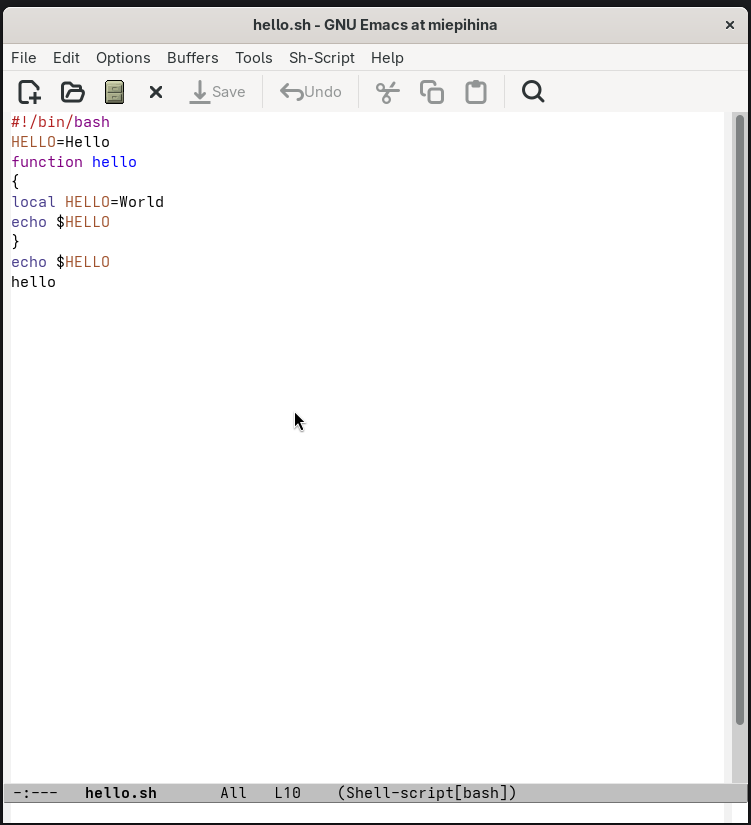 hello.sh - GNU Emacs at miepihina
File Edit Options Buffers Tools Sh-Script Help
Save Undo
#!/bin/bash
HELLO=Hello
function hello
{
local HELLO=World
echo $HELLO
}
echo $HELLO
hello
-:--- hello.sh All L10 (Shell-script[bash])